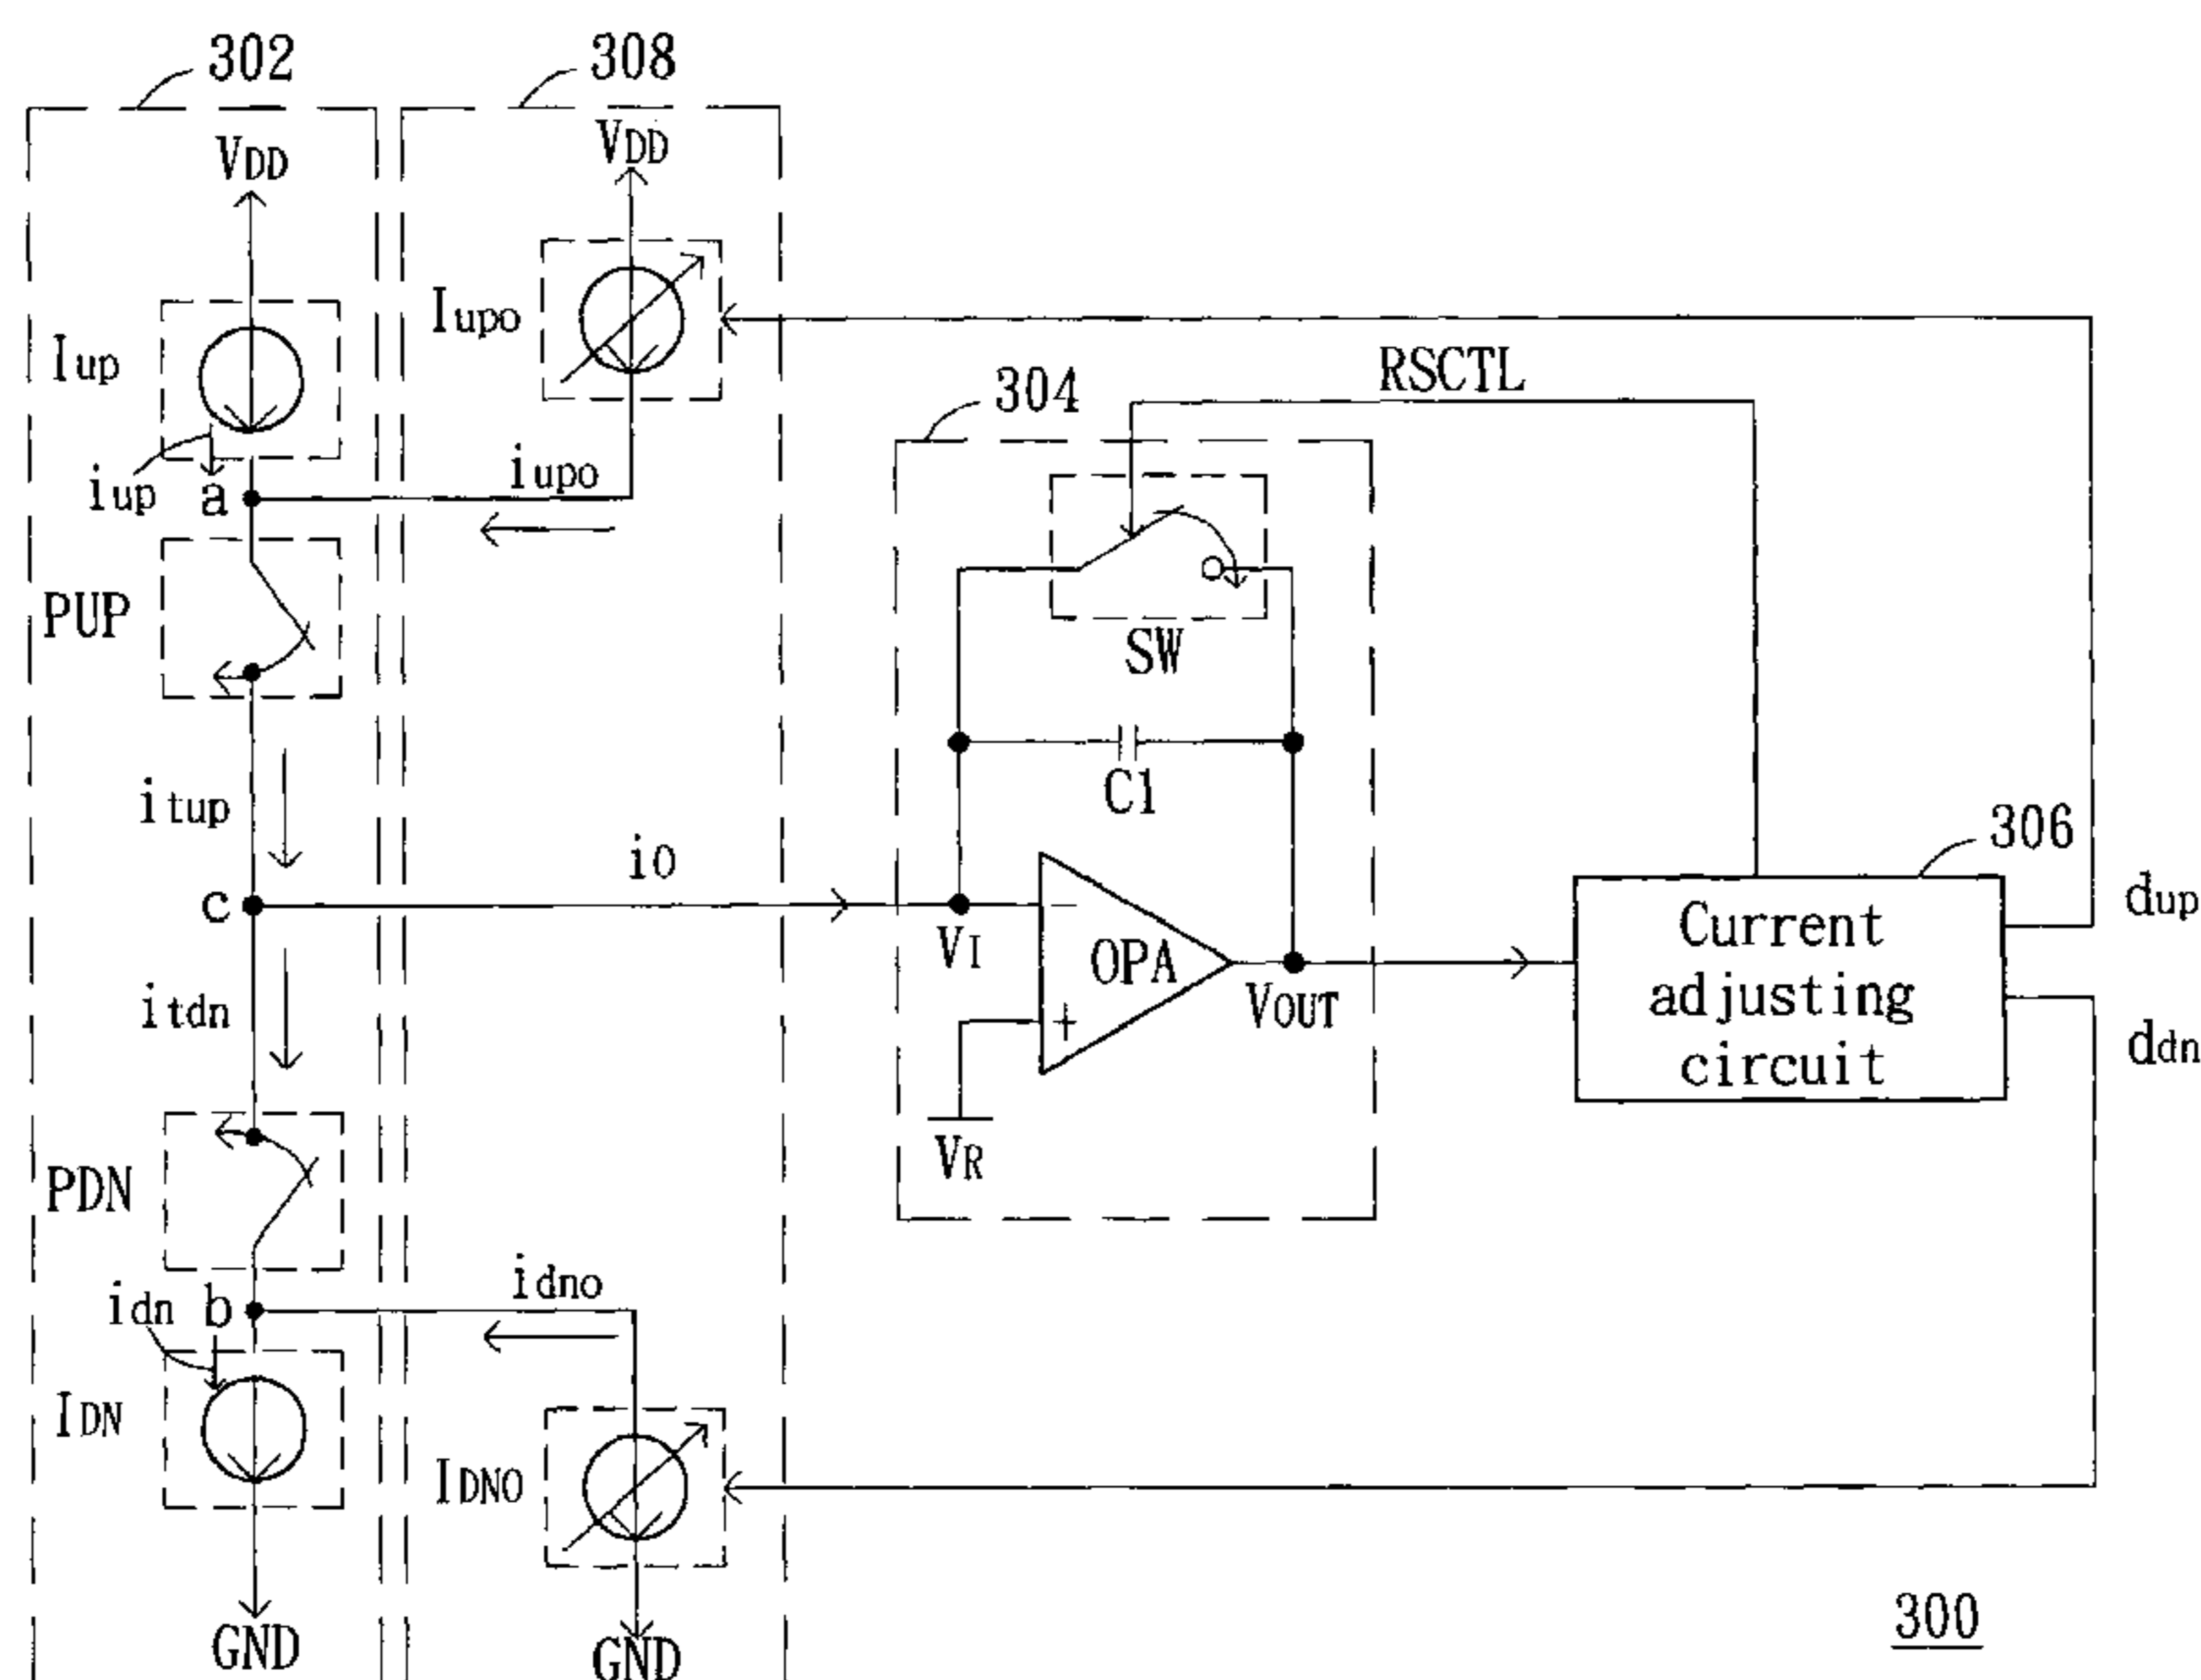 302
308
VDD
VDD
Iup
Iupo
RSCTL
304
iup
a
iupo
PUP
SW
itup
C1
306
io
c
VI
OPA
VOUT
Current
adjusting
circuit
dup
ddn
itdn
VR
PDN
idn
b
idno
IDN
IDNO
GND
GND
300